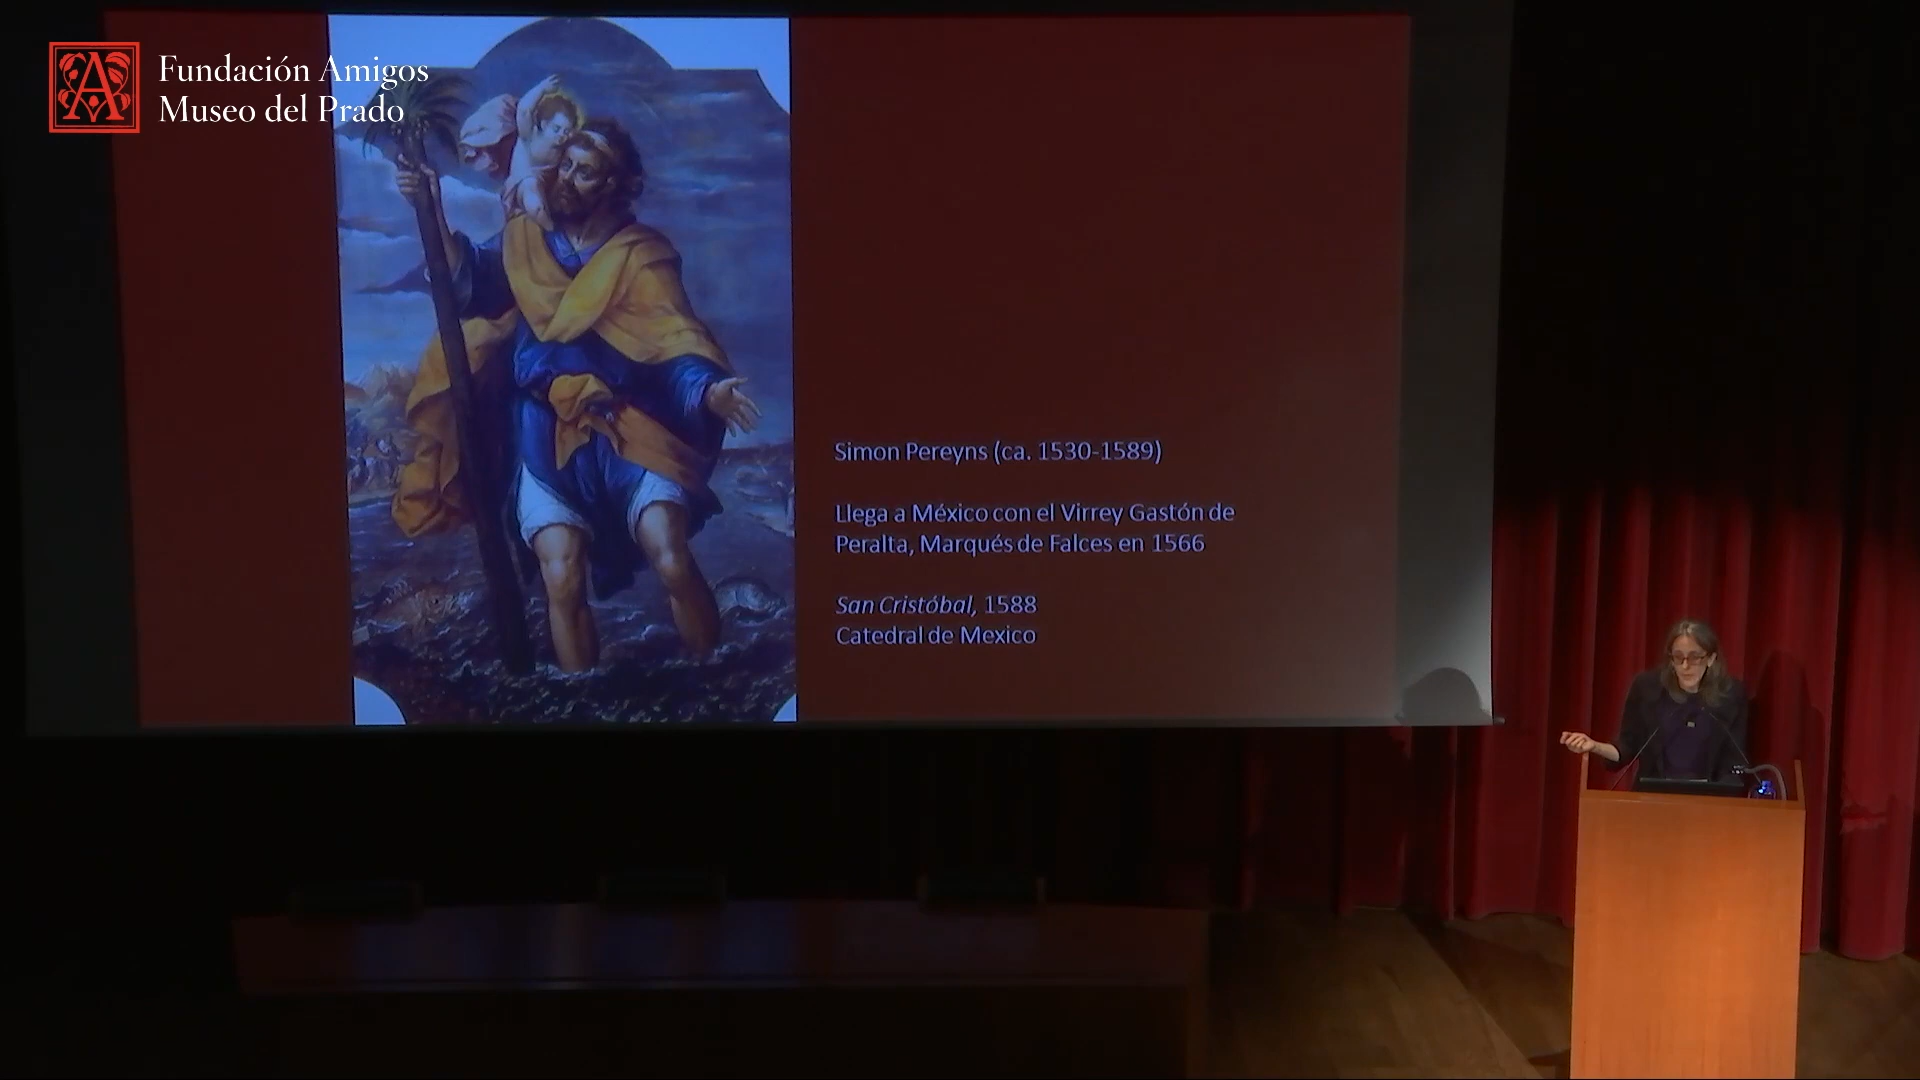 Fundación Amigos
Museo del Prado
Simon Pereyns (ca. 1530-1589)
Llega a México con el Virrey Gastón de
Peralta, Marqués de Falces en 1566
San Cristóbal, 1588
Catedral de Mexico